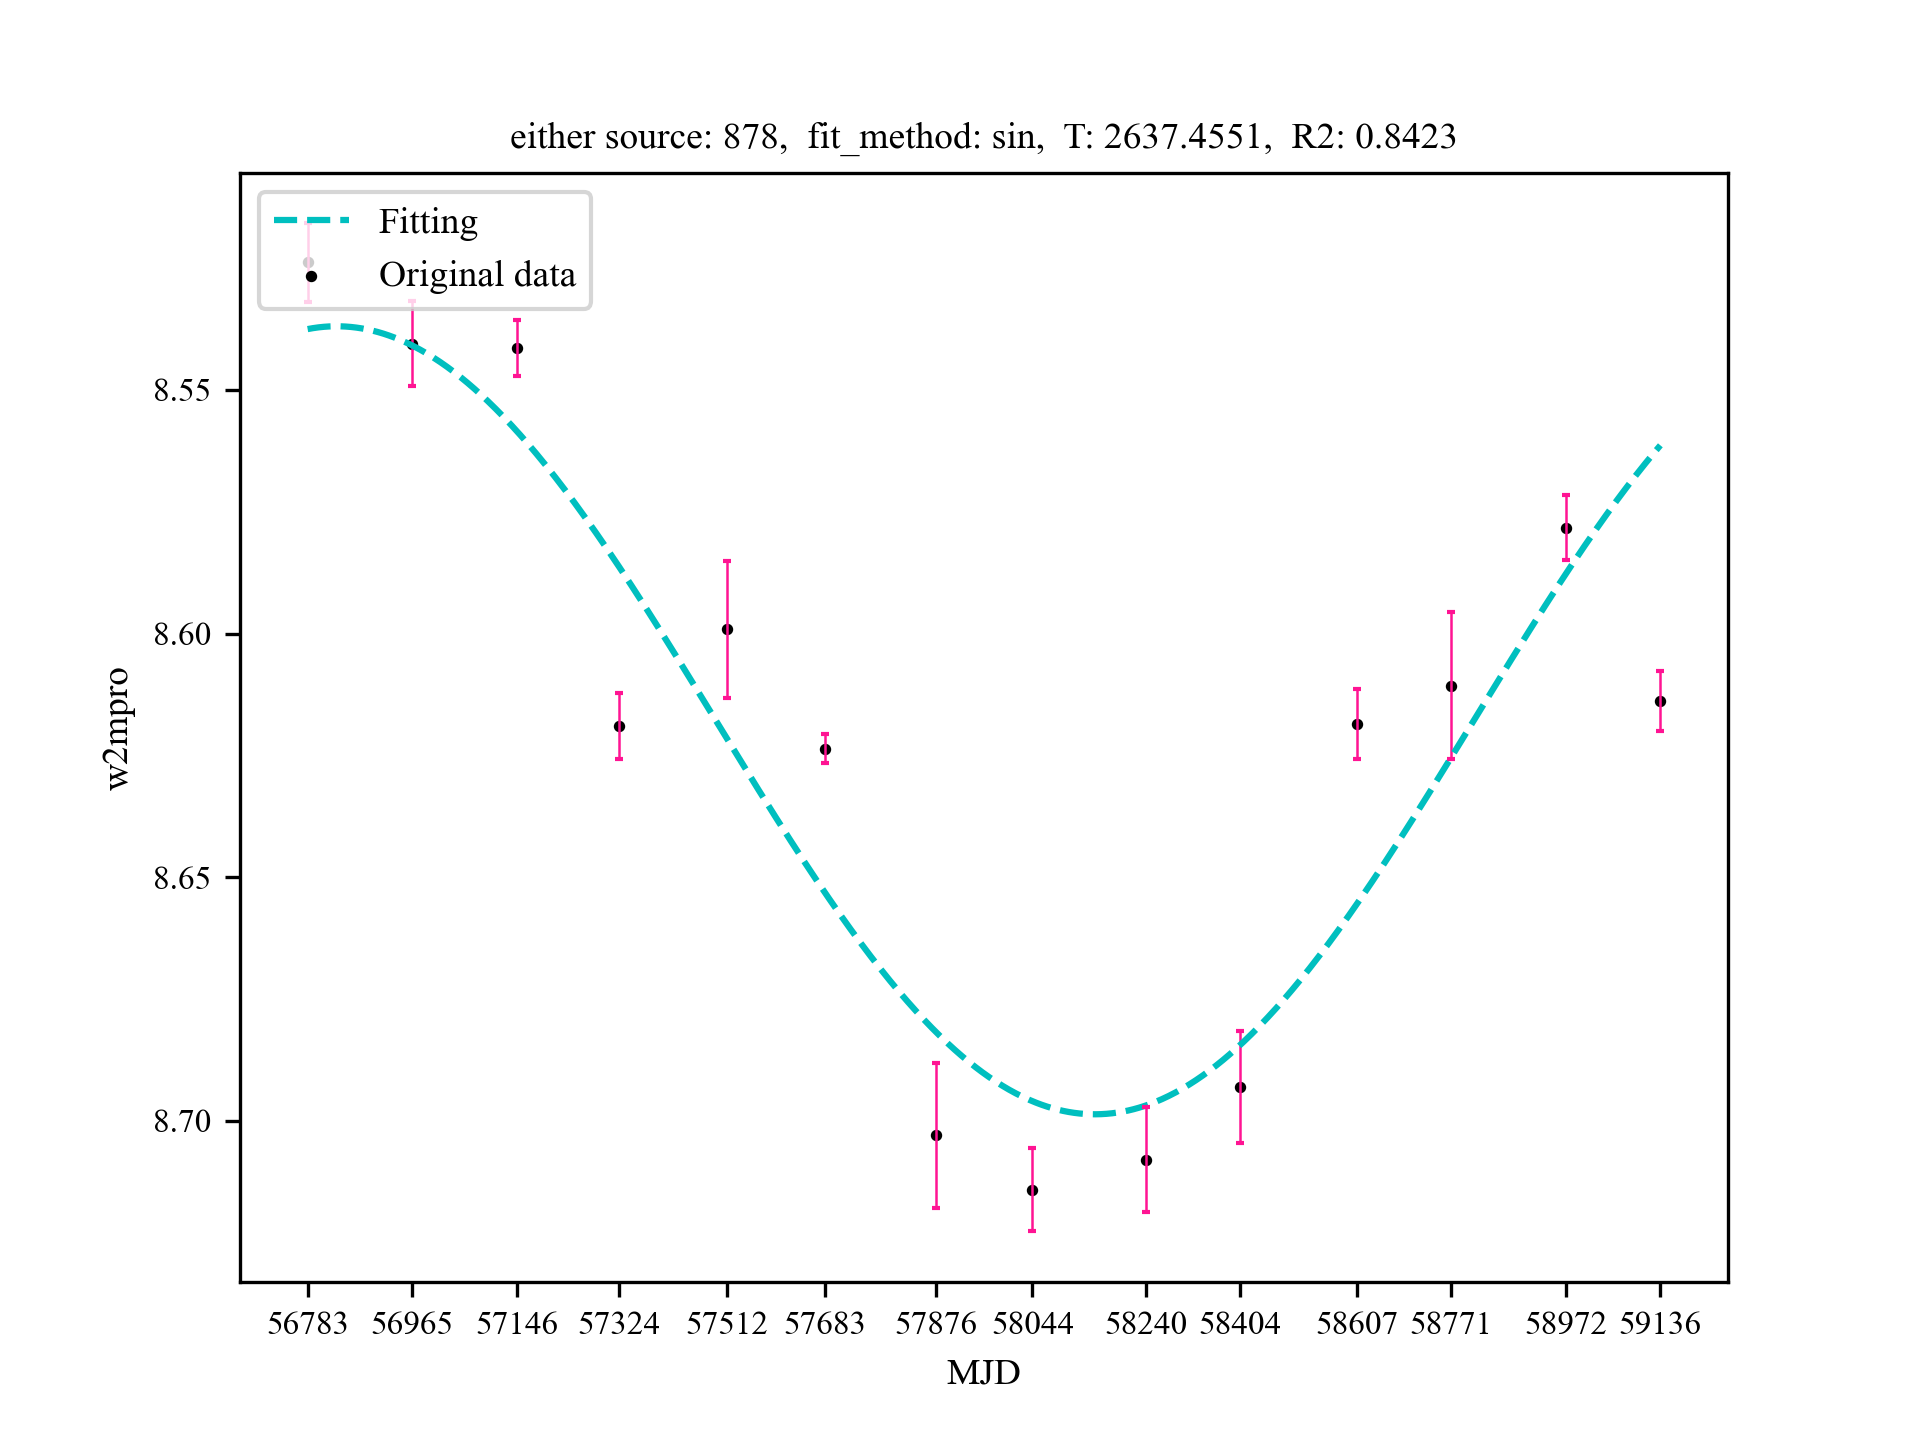 either source: 878, fit_method: sin, T: 2637.4551, R2: 0.8423
Fitting
Original data
8.55
8.60
8.65
8.70
w2mpro
56783 56965 57146 57324 57512 57683 57876 58044 58240 58404 58607 58771 58972 59136
MJD